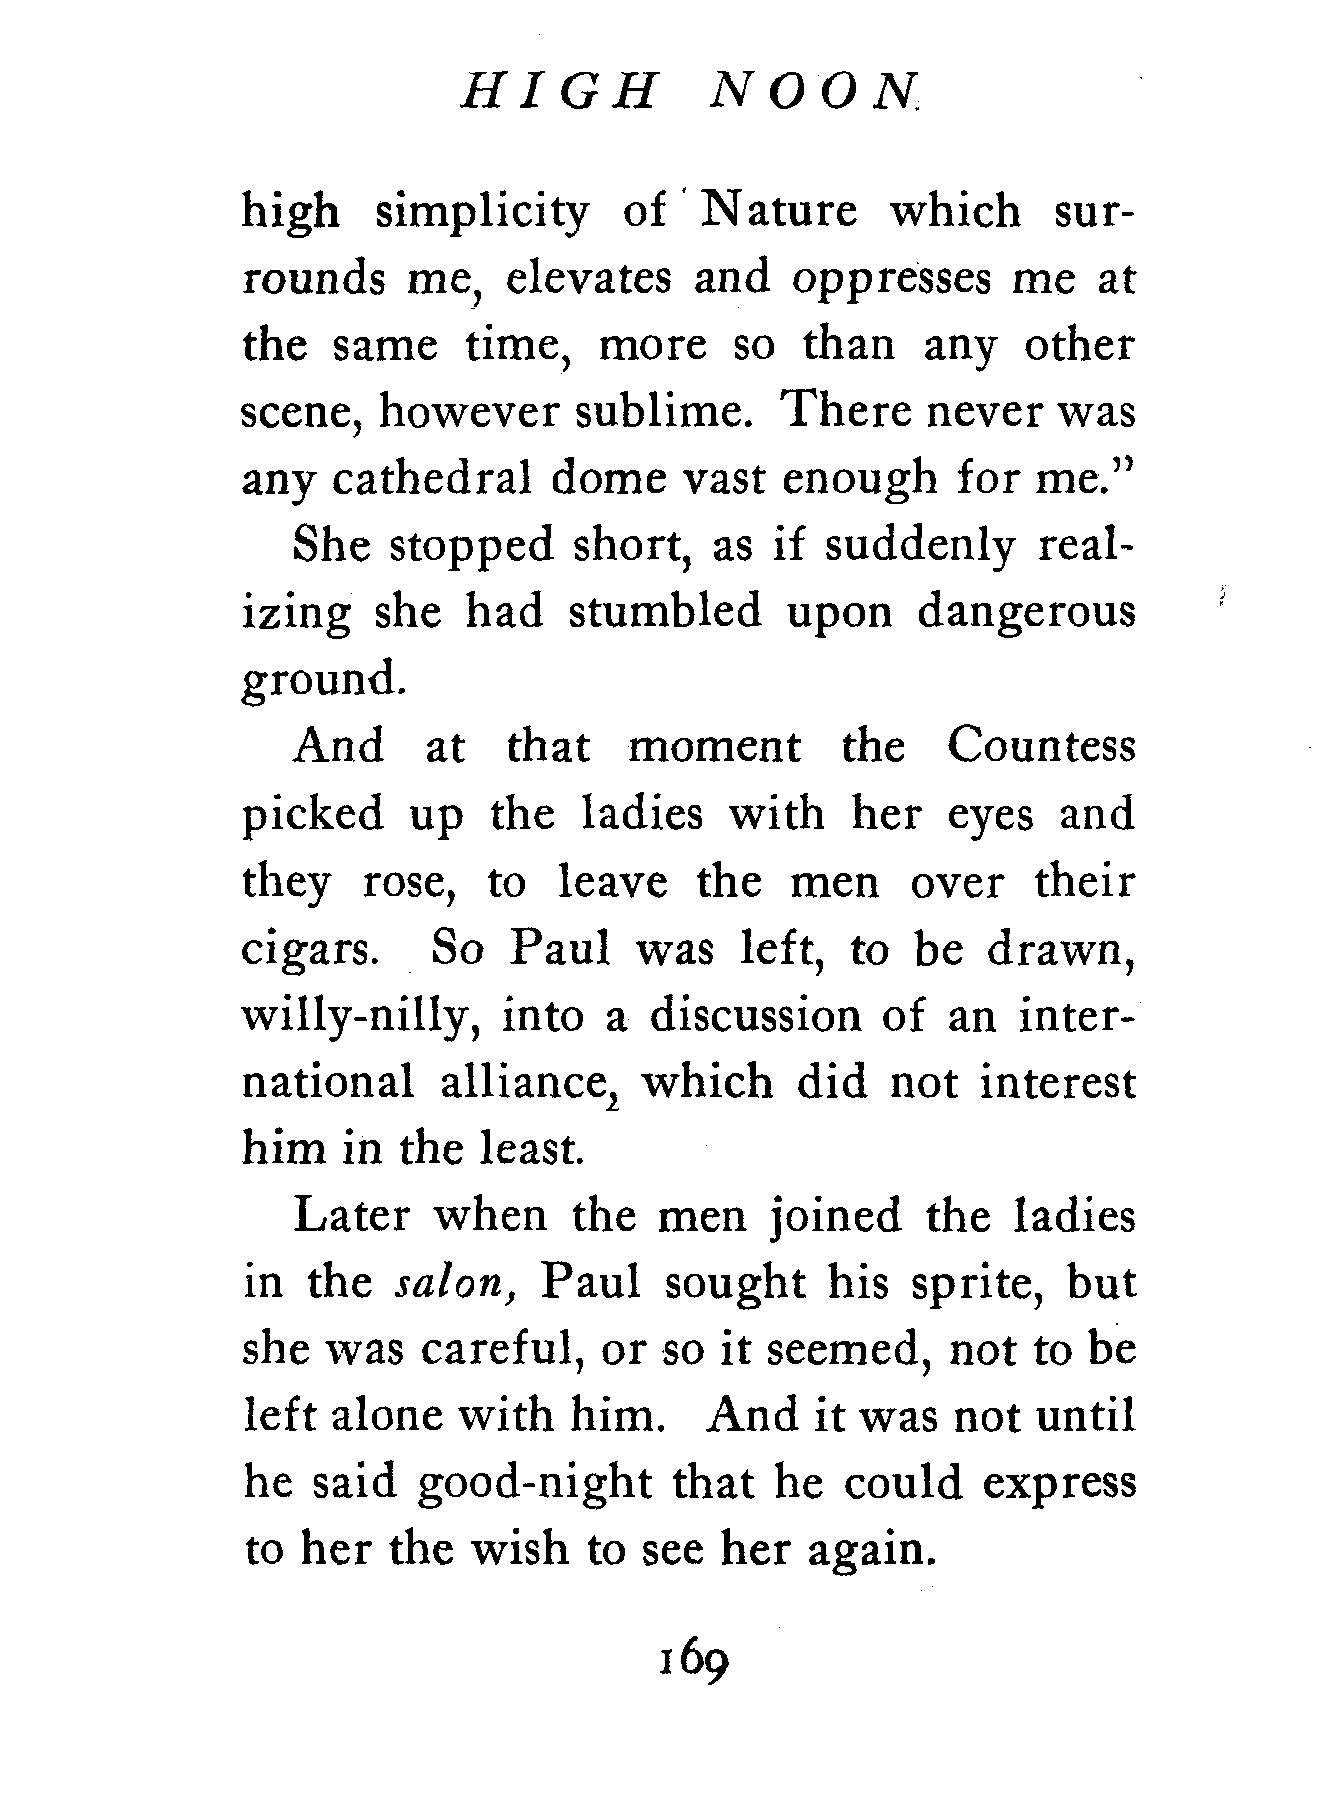 HIGH NOON
high simplicity of Nature which sur-
rounds me, elevates and oppresses me at
the same time, more so than any other
scene, however sublime. There never was
any cathedral dome vast enough for me."
She stopped short, as if suddenly real-
izing she had stumbled upon dangerous
ground.
And at that moment the Countess
picked up the ladies with her eyes and
they rose, to leave the men over their
cigars. So Paul was left, to be drawn,
willy-nilly, into a discussion of an inter-
national alliance, which did not interest
him in the least.
Later when the men joined the ladies
in the salon, Paul sought his sprite, but
she was careful, or so it seemed, not to be
left alone with him. And it was not until
he said good-night that he could express
to her the wish to see her again.
169